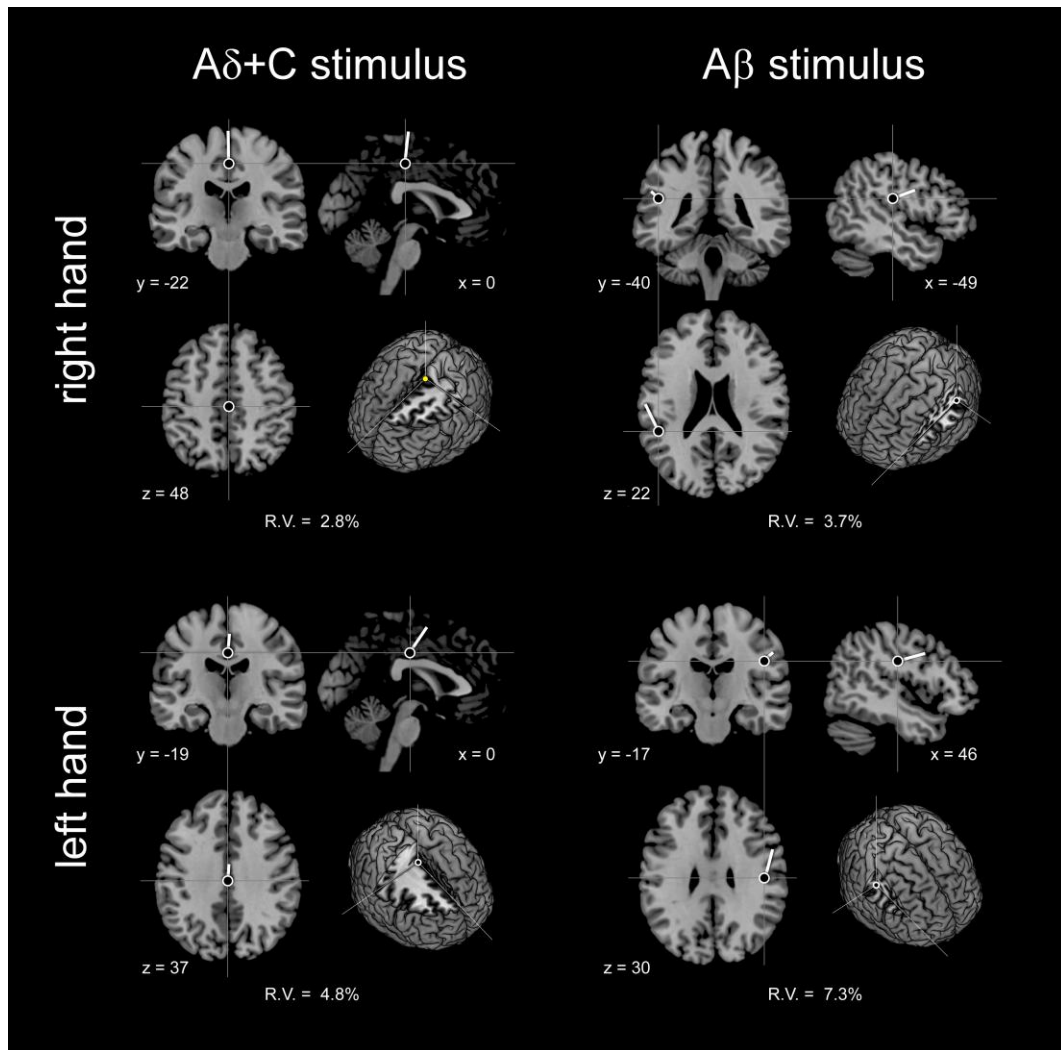 Aδ+C stimulus
Aβ stimulus
right hand
y = -22
x = 0
z = 48
R.V. = 2.8%
y = -40
x = -49
z = 22
R.V. = 3.7%
left hand
y = -19
x = 0
z = 37
R.V. = 4.8%
y = -17
x = 46
z = 30
R.V. = 7.3%